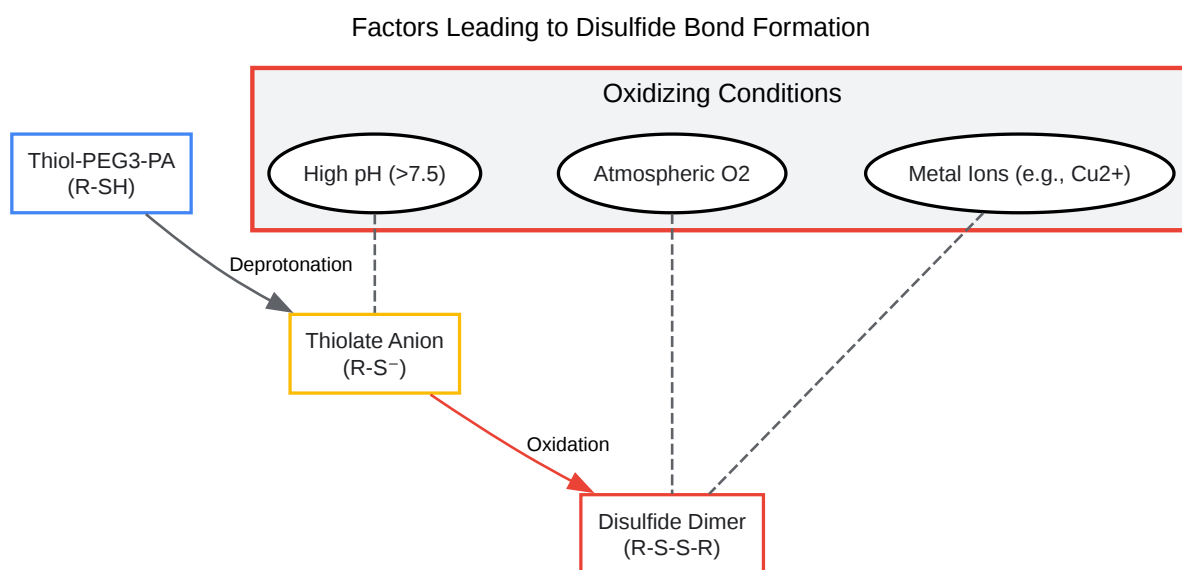 Factors Leading to Disulfide Bond Formation
Oxidizing Conditions
Thiol-PEG3-PA
(R-SH)
High pH (>7.5)
Atmospheric O2
Metal Ions (e.g., Cu2+)
Deprotonation
Thiolate Anion
(R-S⁻)
Oxidation
Disulfide Dimer
(R-S-S-R)